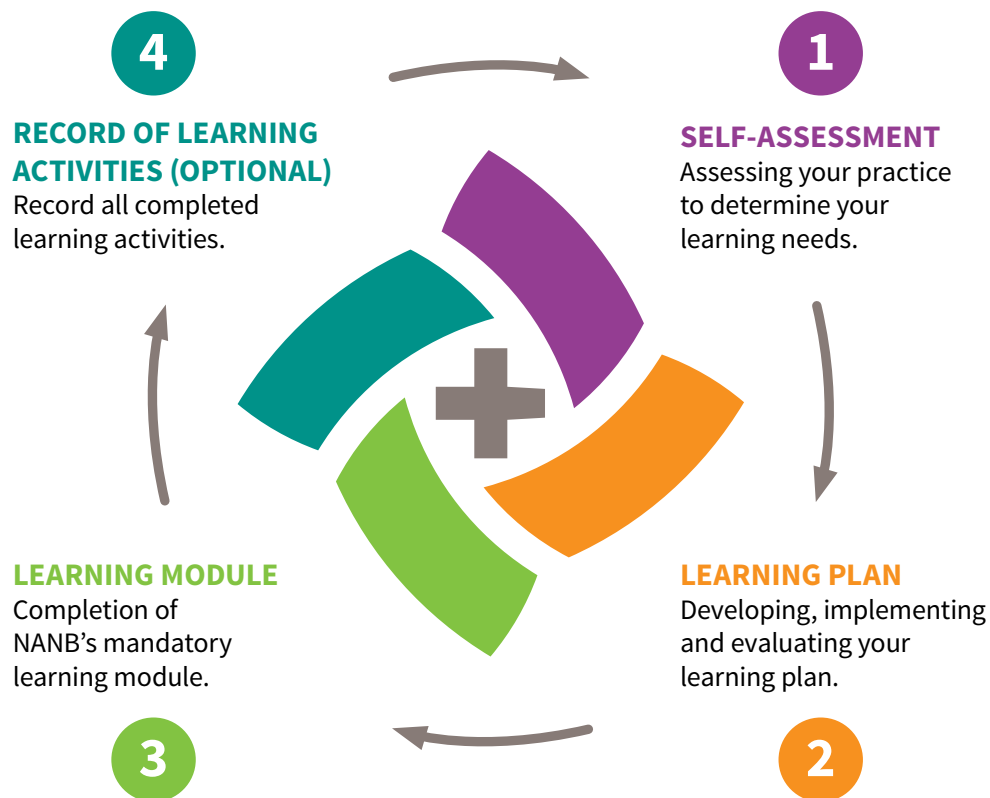 4
RECORD OF LEARNING
ACTIVITIES (OPTIONAL)
Record all completed
learning activities.
1
SELF-ASSESSMENT
Assessing your practice
to determine your
learning needs.
LEARNING MODULE
Completion of
NANB’s mandatory
learning module.
3
LEARNING PLAN
Developing, implementing
and evaluating your
learning plan.
2